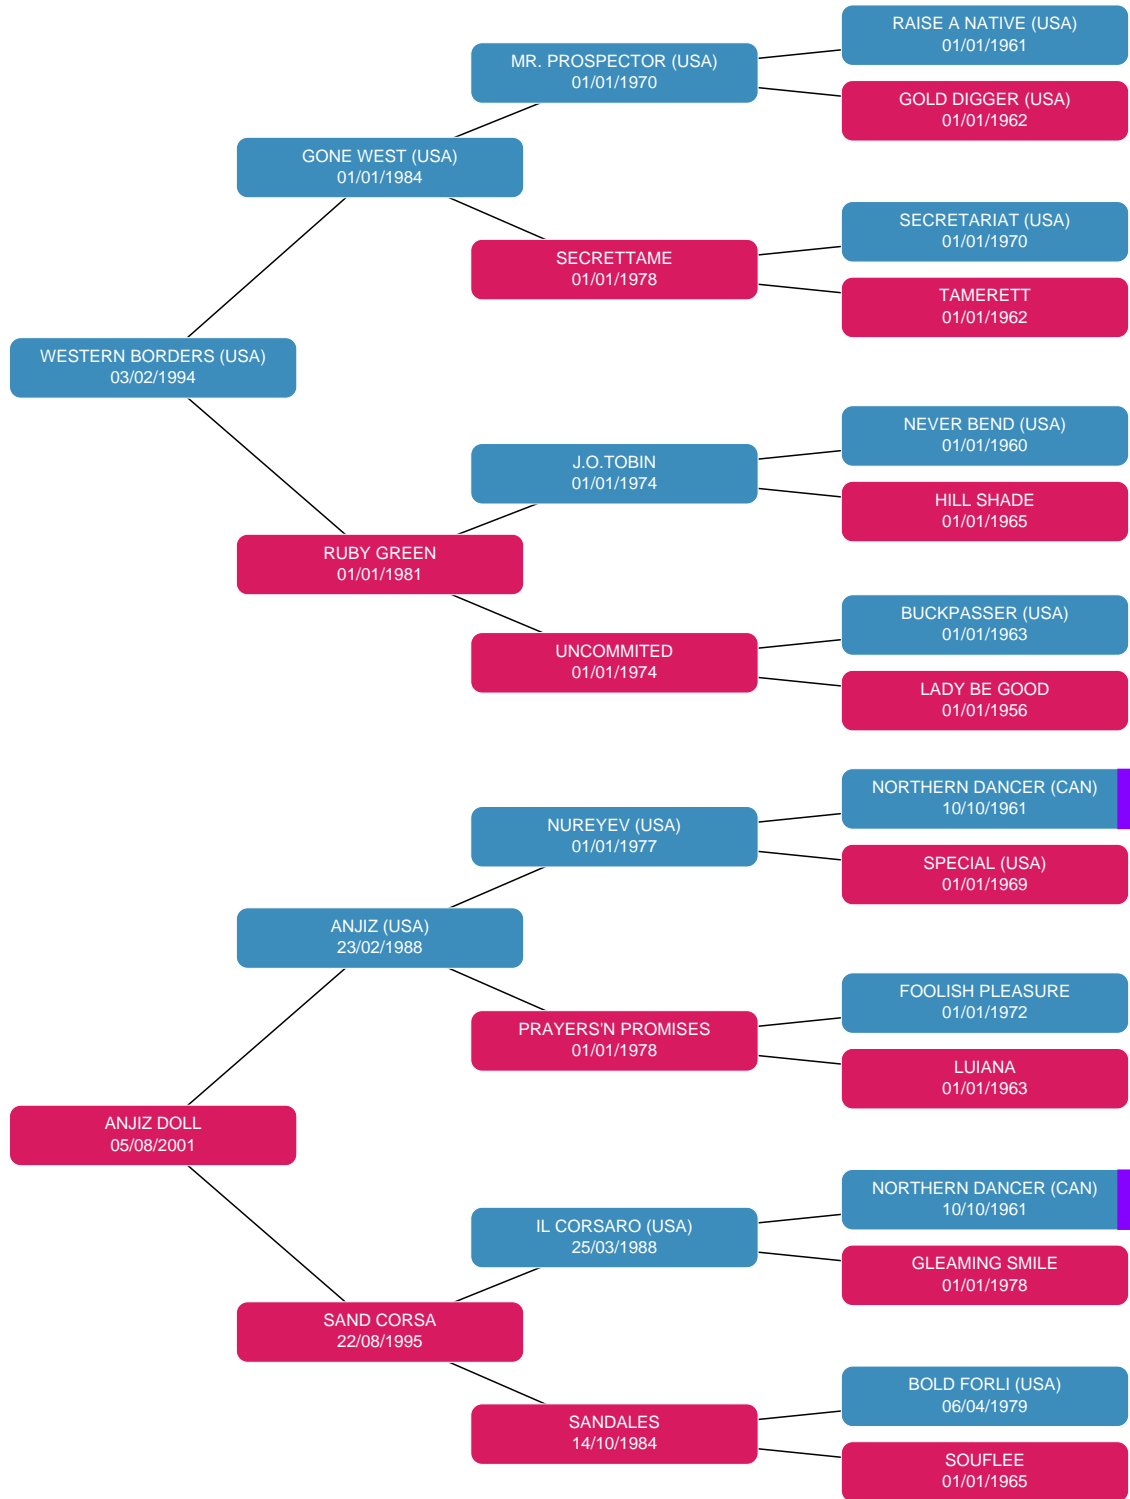 RAISE A NATIVE (USA)
01/01/1961
MR. PROSPECTOR (USA)
01/01/1970
GOLD DIGGER (USA)
01/01/1962
GONE WEST (USA)
01/01/1984
SECRETARIAT (USA)
01/01/1970
SECRETTAME
01/01/1978
TAMERETT
01/01/1962
WESTERN BORDERS (USA)
03/02/1994
NEVER BEND (USA)
01/01/1960
J.O.TOBIN
01/01/1974
HILL SHADE
01/01/1965
RUBY GREEN
01/01/1981
BUCKPASSER (USA)
01/01/1963
UNCOMMITED
01/01/1974
LADY BE GOOD
01/01/1956
NORTHERN DANCER (CAN)
10/10/1961
NUREYEV (USA)
01/01/1977
SPECIAL (USA)
01/01/1969
ANJIZ (USA)
23/02/1988
FOOLISH PLEASURE
01/01/1972
PRAYERS'N PROMISES
01/01/1978
LUIANA
01/01/1963
ANJIZ DOLL
05/08/2001
NORTHERN DANCER (CAN)
10/10/1961
IL CORSARO (USA)
25/03/1988
GLEAMING SMILE
01/01/1978
SAND CORSA
22/08/1995
BOLD FORLI (USA)
06/04/1979
SANDALES
14/10/1984
SOUFLEE
01/01/1965